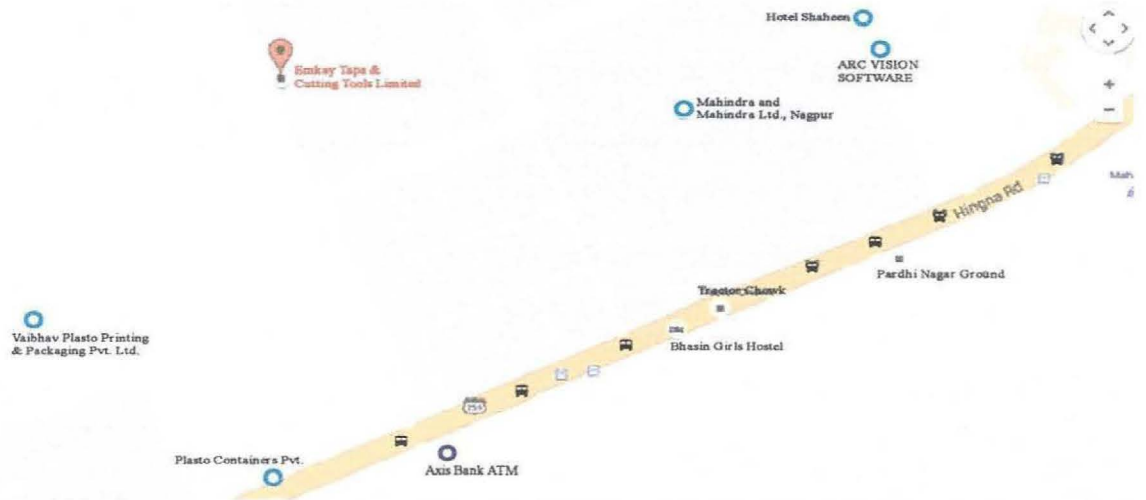 Hotel Shaheen
ARC VISION
SOFTWARE
Emkay Taps &
Cutting Tools Limited
Mahindra and
Mahindra Ltd., Nagpur
Mah
Hingna Rd
Pardhi Nagar Ground
Tractor Chowk
Bhasin Girls Hostel
Vaibhav Plasto Printing
& Packaging Pvt. Ltd.
Plasto Containers Pvt.
Axis Bank ATM